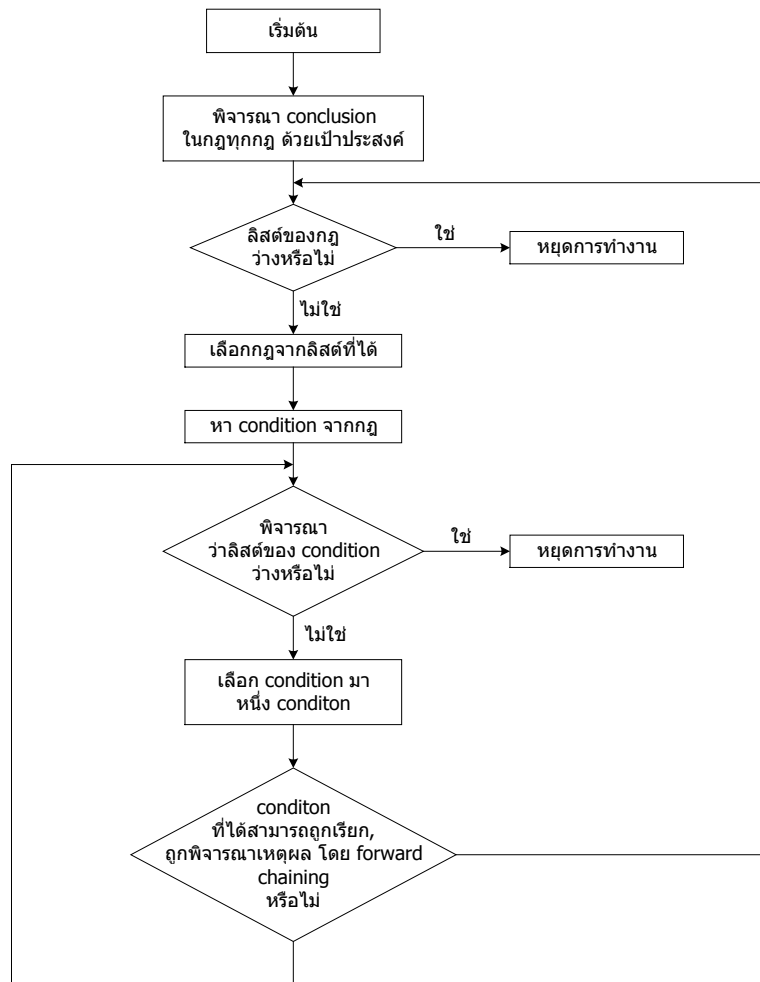 เริ่มต้น
พิจารณา conclusion
ในกฎทุกกฎ ด้วยเป้าประสงค์
ลิสต์ของกฎ
ว่างหรือไม่
ใช่
หยุดการทำงาน
ไม่ใช่
เลือกกฎจากลิสต์ที่ได้
หา condition จากกฎ
พิจารณา
ว่าลิสต์ของ condition
ว่างหรือไม่
ใช่
หยุดการทำงาน
ไม่ใช่
เลือก condition มา
หนึ่ง conditon
conditon
ที่ได้สามารถถูกเรียก,
ถูกพิจารณาเหตุผล โดย forward
chaining
หรือไม่